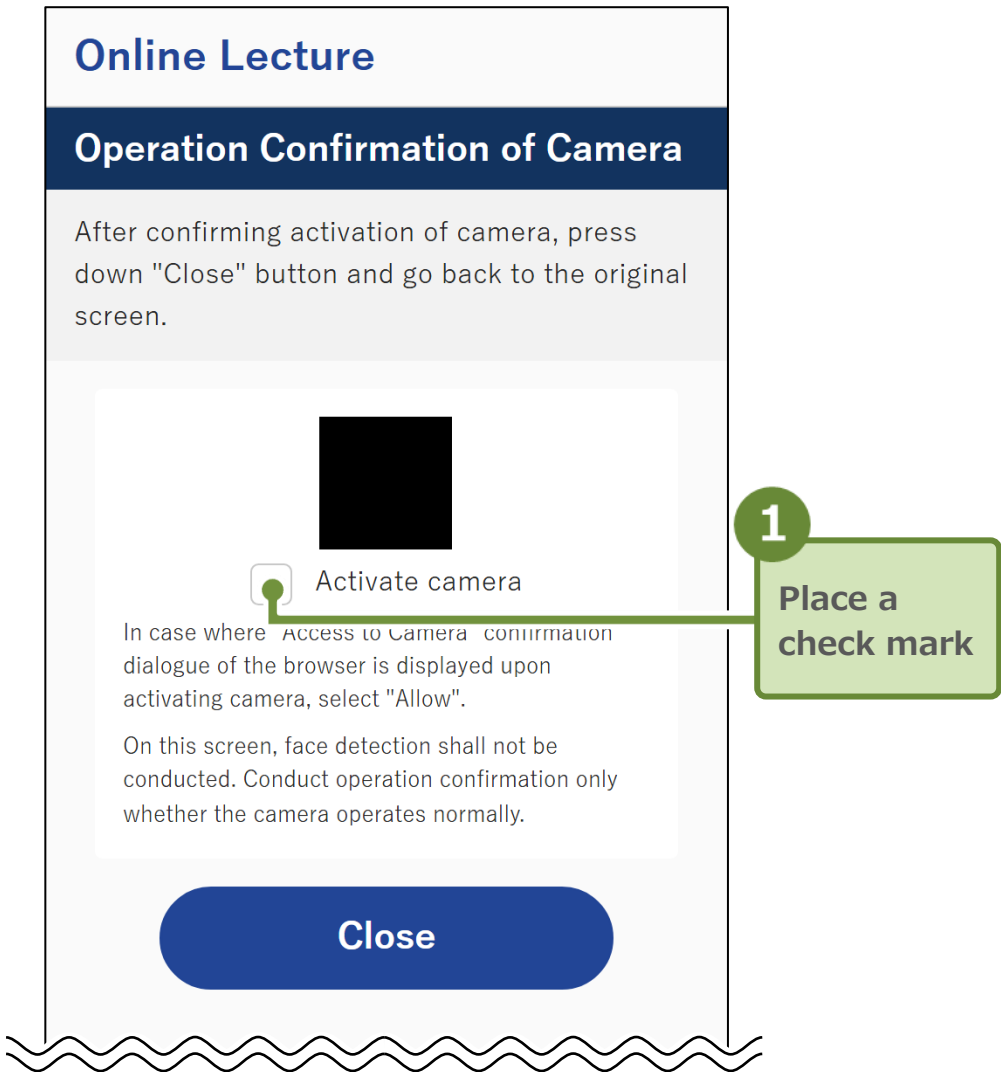 Online Lecture
Operation Confirmation of Camera
After confirming activation of camera, press
down "Close" button and go back to the original
screen.
Activate camera
1
Place a
check mark
In case where "Access to Camera" confirmation
dialogue of the browser is displayed upon
activating camera, select "Allow".
On this screen, face detection shall not be
conducted. Conduct operation confirmation only
whether the camera operates normally.
Close